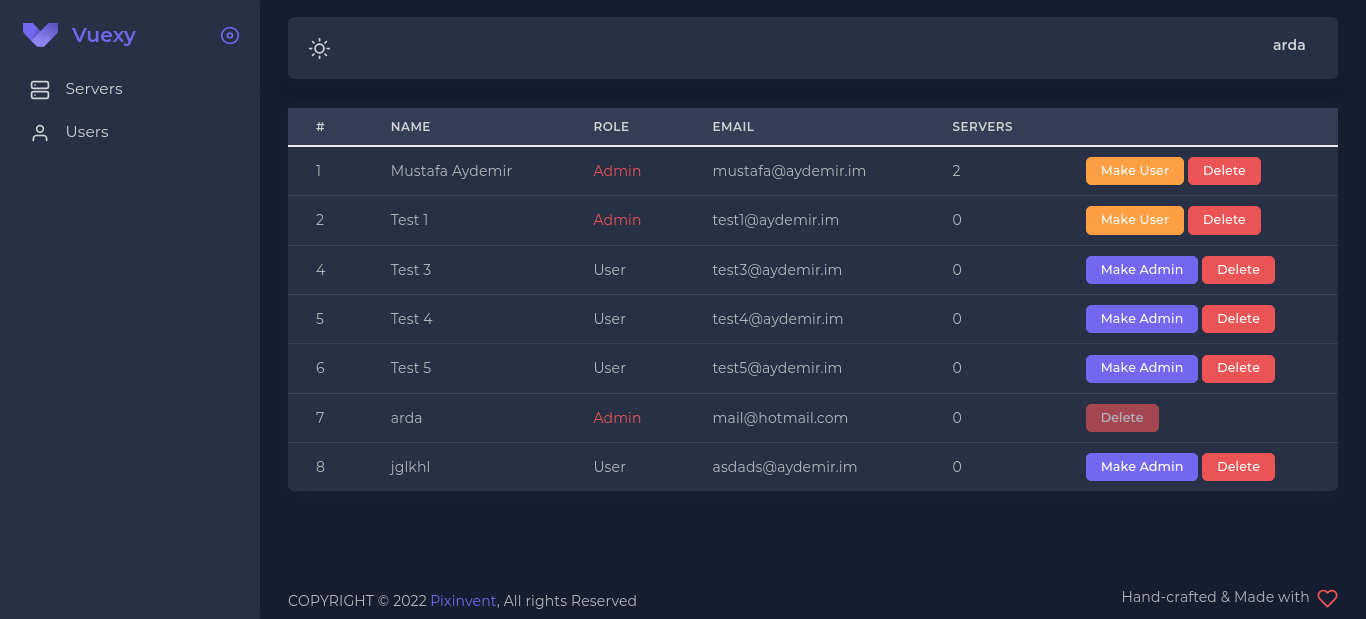 Vuexy
Servers
Users
arda
# NAME ROLE EMAIL SERVERS
1 Mustafa Aydemir Admin mustafa@aydemir.im 2 Make User Delete
2 Test 1 Admin test1@aydemir.im 0 Make User Delete
4 Test 3 User test3@aydemir.im 0 Make Admin Delete
5 Test 4 User test4@aydemir.im 0 Make Admin Delete
6 Test 5 User test5@aydemir.im 0 Make Admin Delete
7 arda Admin mail@hotmail.com 0 Delete
8 jglkhl User asdads@aydemir.im 0 Make Admin Delete
COPYRIGHT © 2022 Pixinvent, All rights Reserved
Hand-crafted & Made with